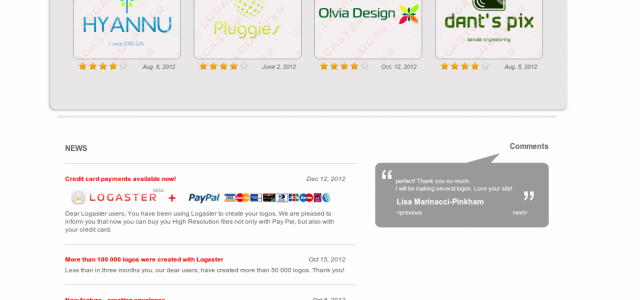 HYANNU
Pluggies
Olvia Design
dant's pix
Aug. 6, 2012
June 2, 2012
Oct. 12, 2012
Aug. 5, 2012
NEWS
Comments
Credit card payments available now!
Dec 12, 2012
LOGASTER beta + PayPal
perfect! Thank you so much.
I will be making several logos. Love your site!
Lisa Marinacci-Pinkham
<previous
next>
Dear Logaster users, You have been using Logaster to create your logos. We are pleased to
inform you that now you can buy you High Resolution files not only with Pay Pal, but also with
your credit card.
More than 100 000 logos were created with Logaster
Oct 15, 2012
Less than in three months you, our dear users, have created more than 50 000 logos. Thank you!